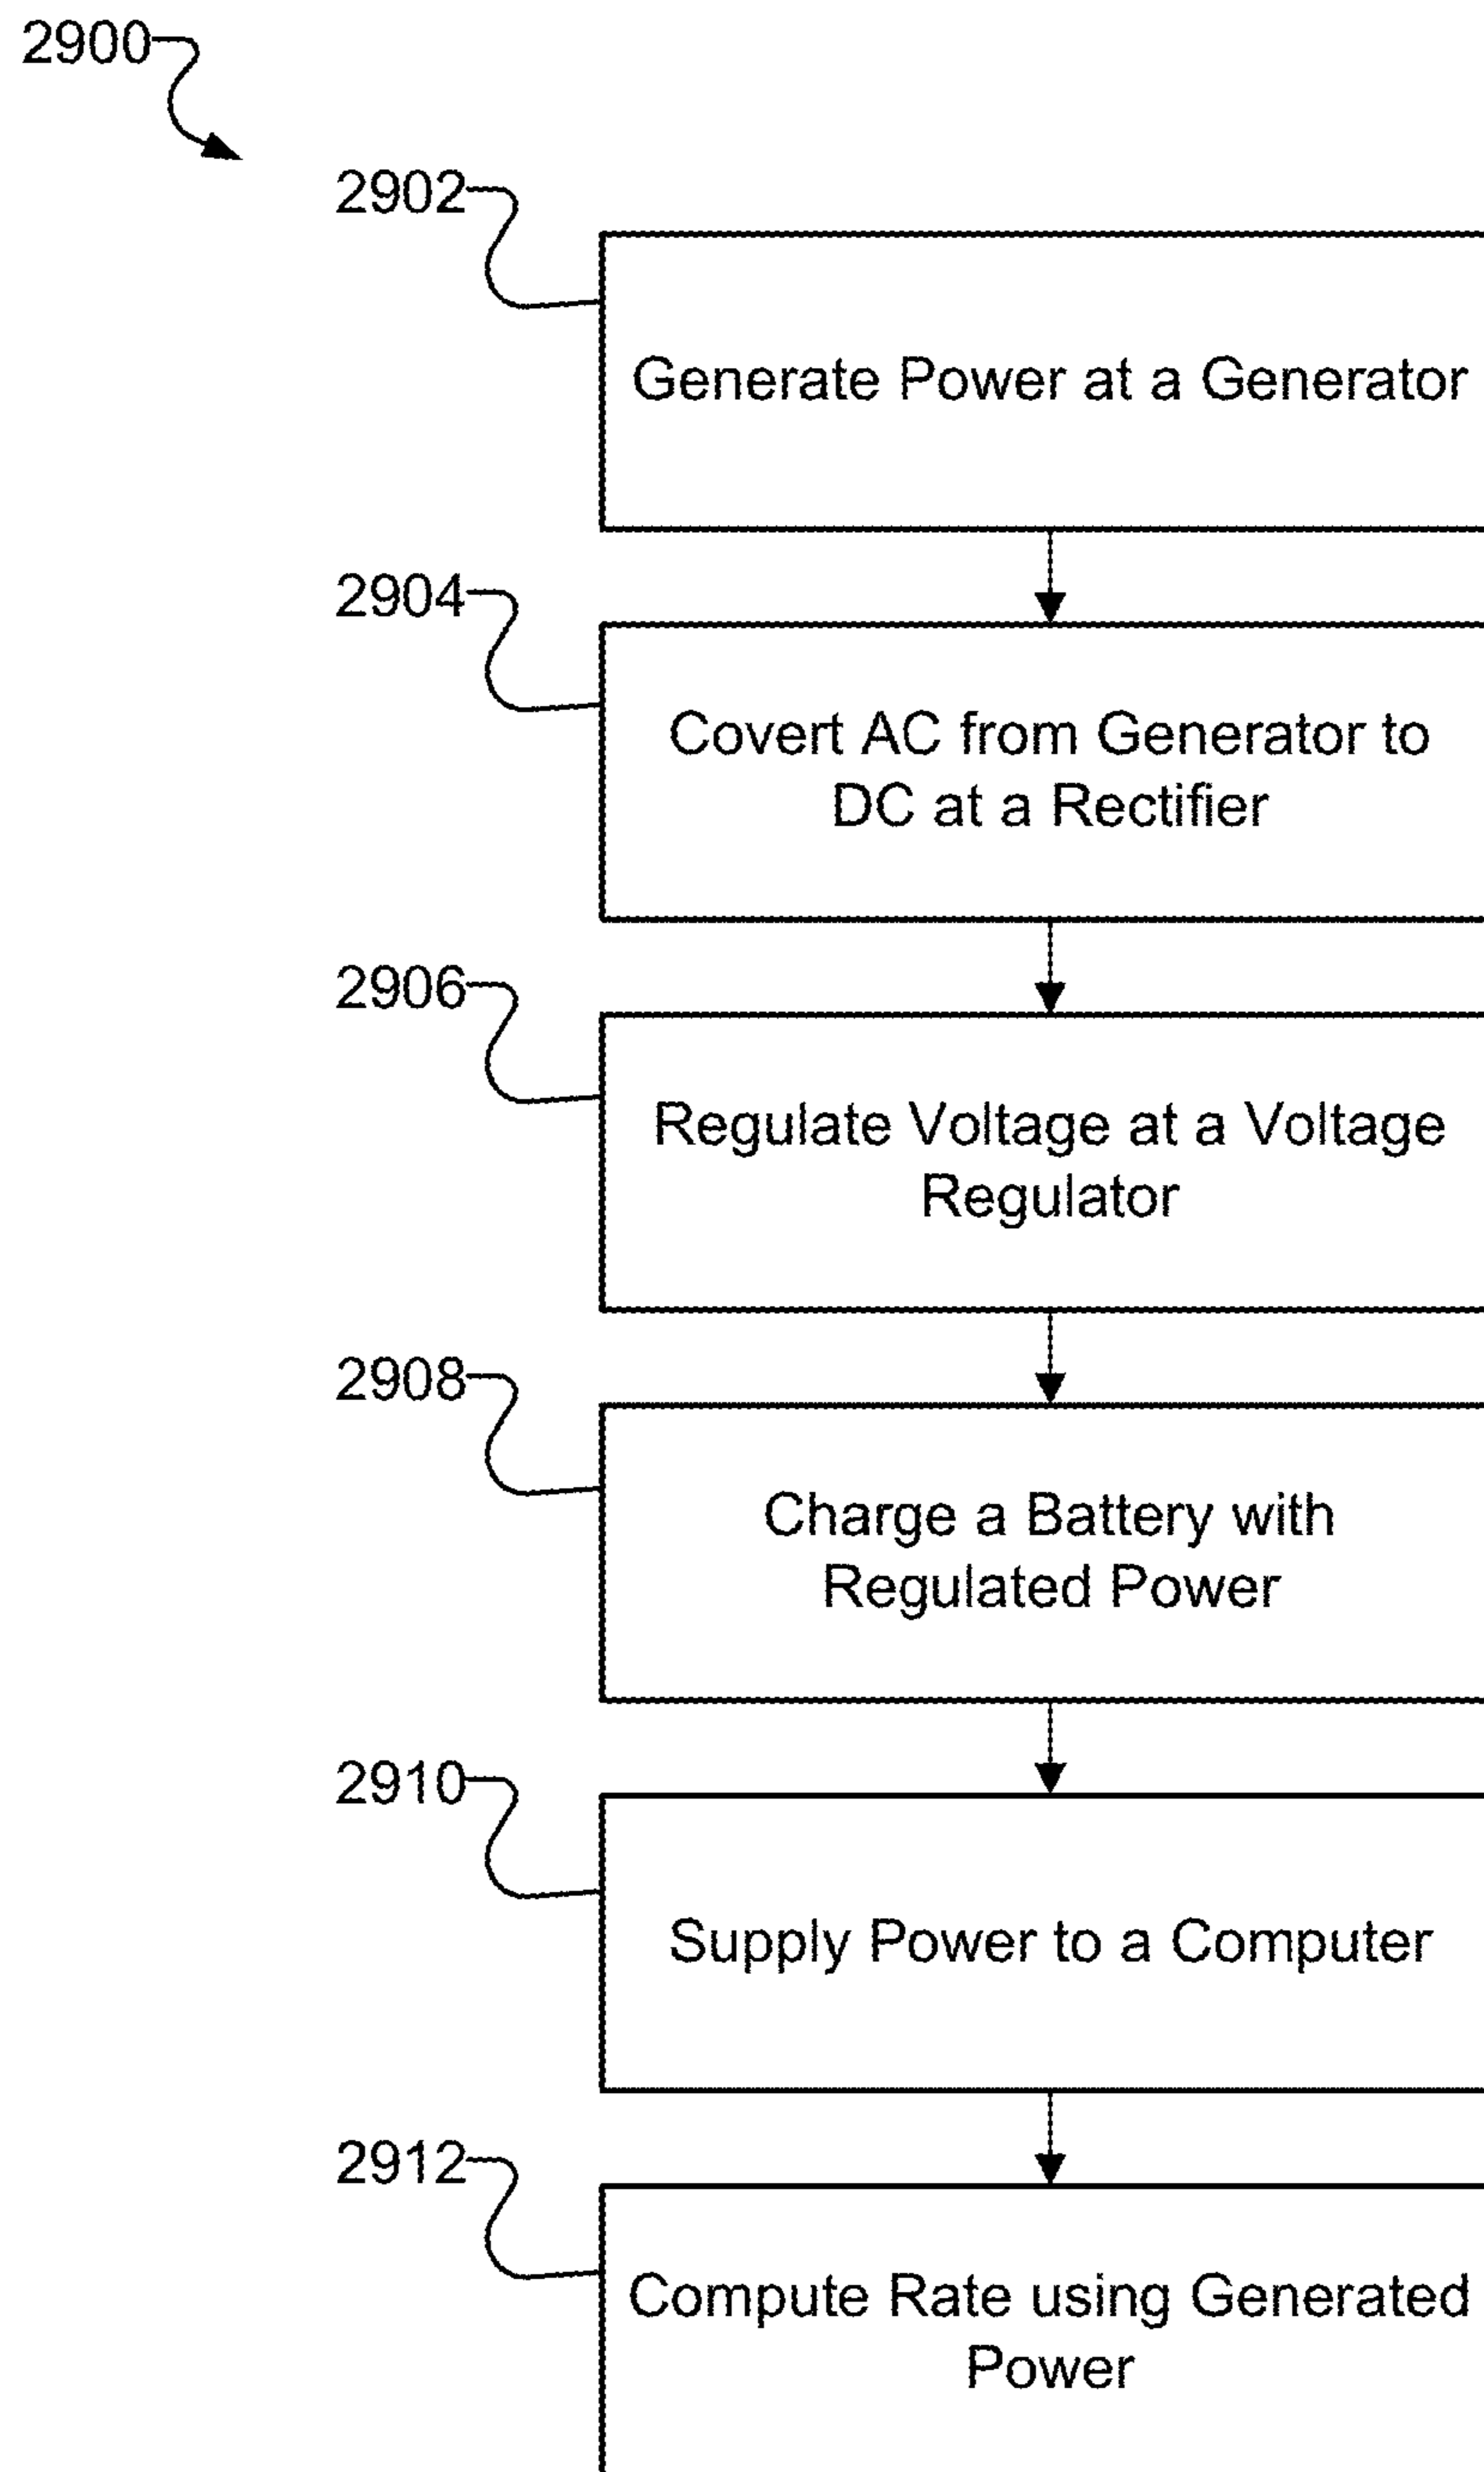 2900
2902
Generate Power at a Generator
2904
Covert AC from Generator to
DC at a Rectifier
2906
Regulate Voltage at a Voltage
Regulator
2908
Charge a Battery with
Regulated Power
2910
Supply Power to a Computer
2912
Compute Rate using Generated
Power